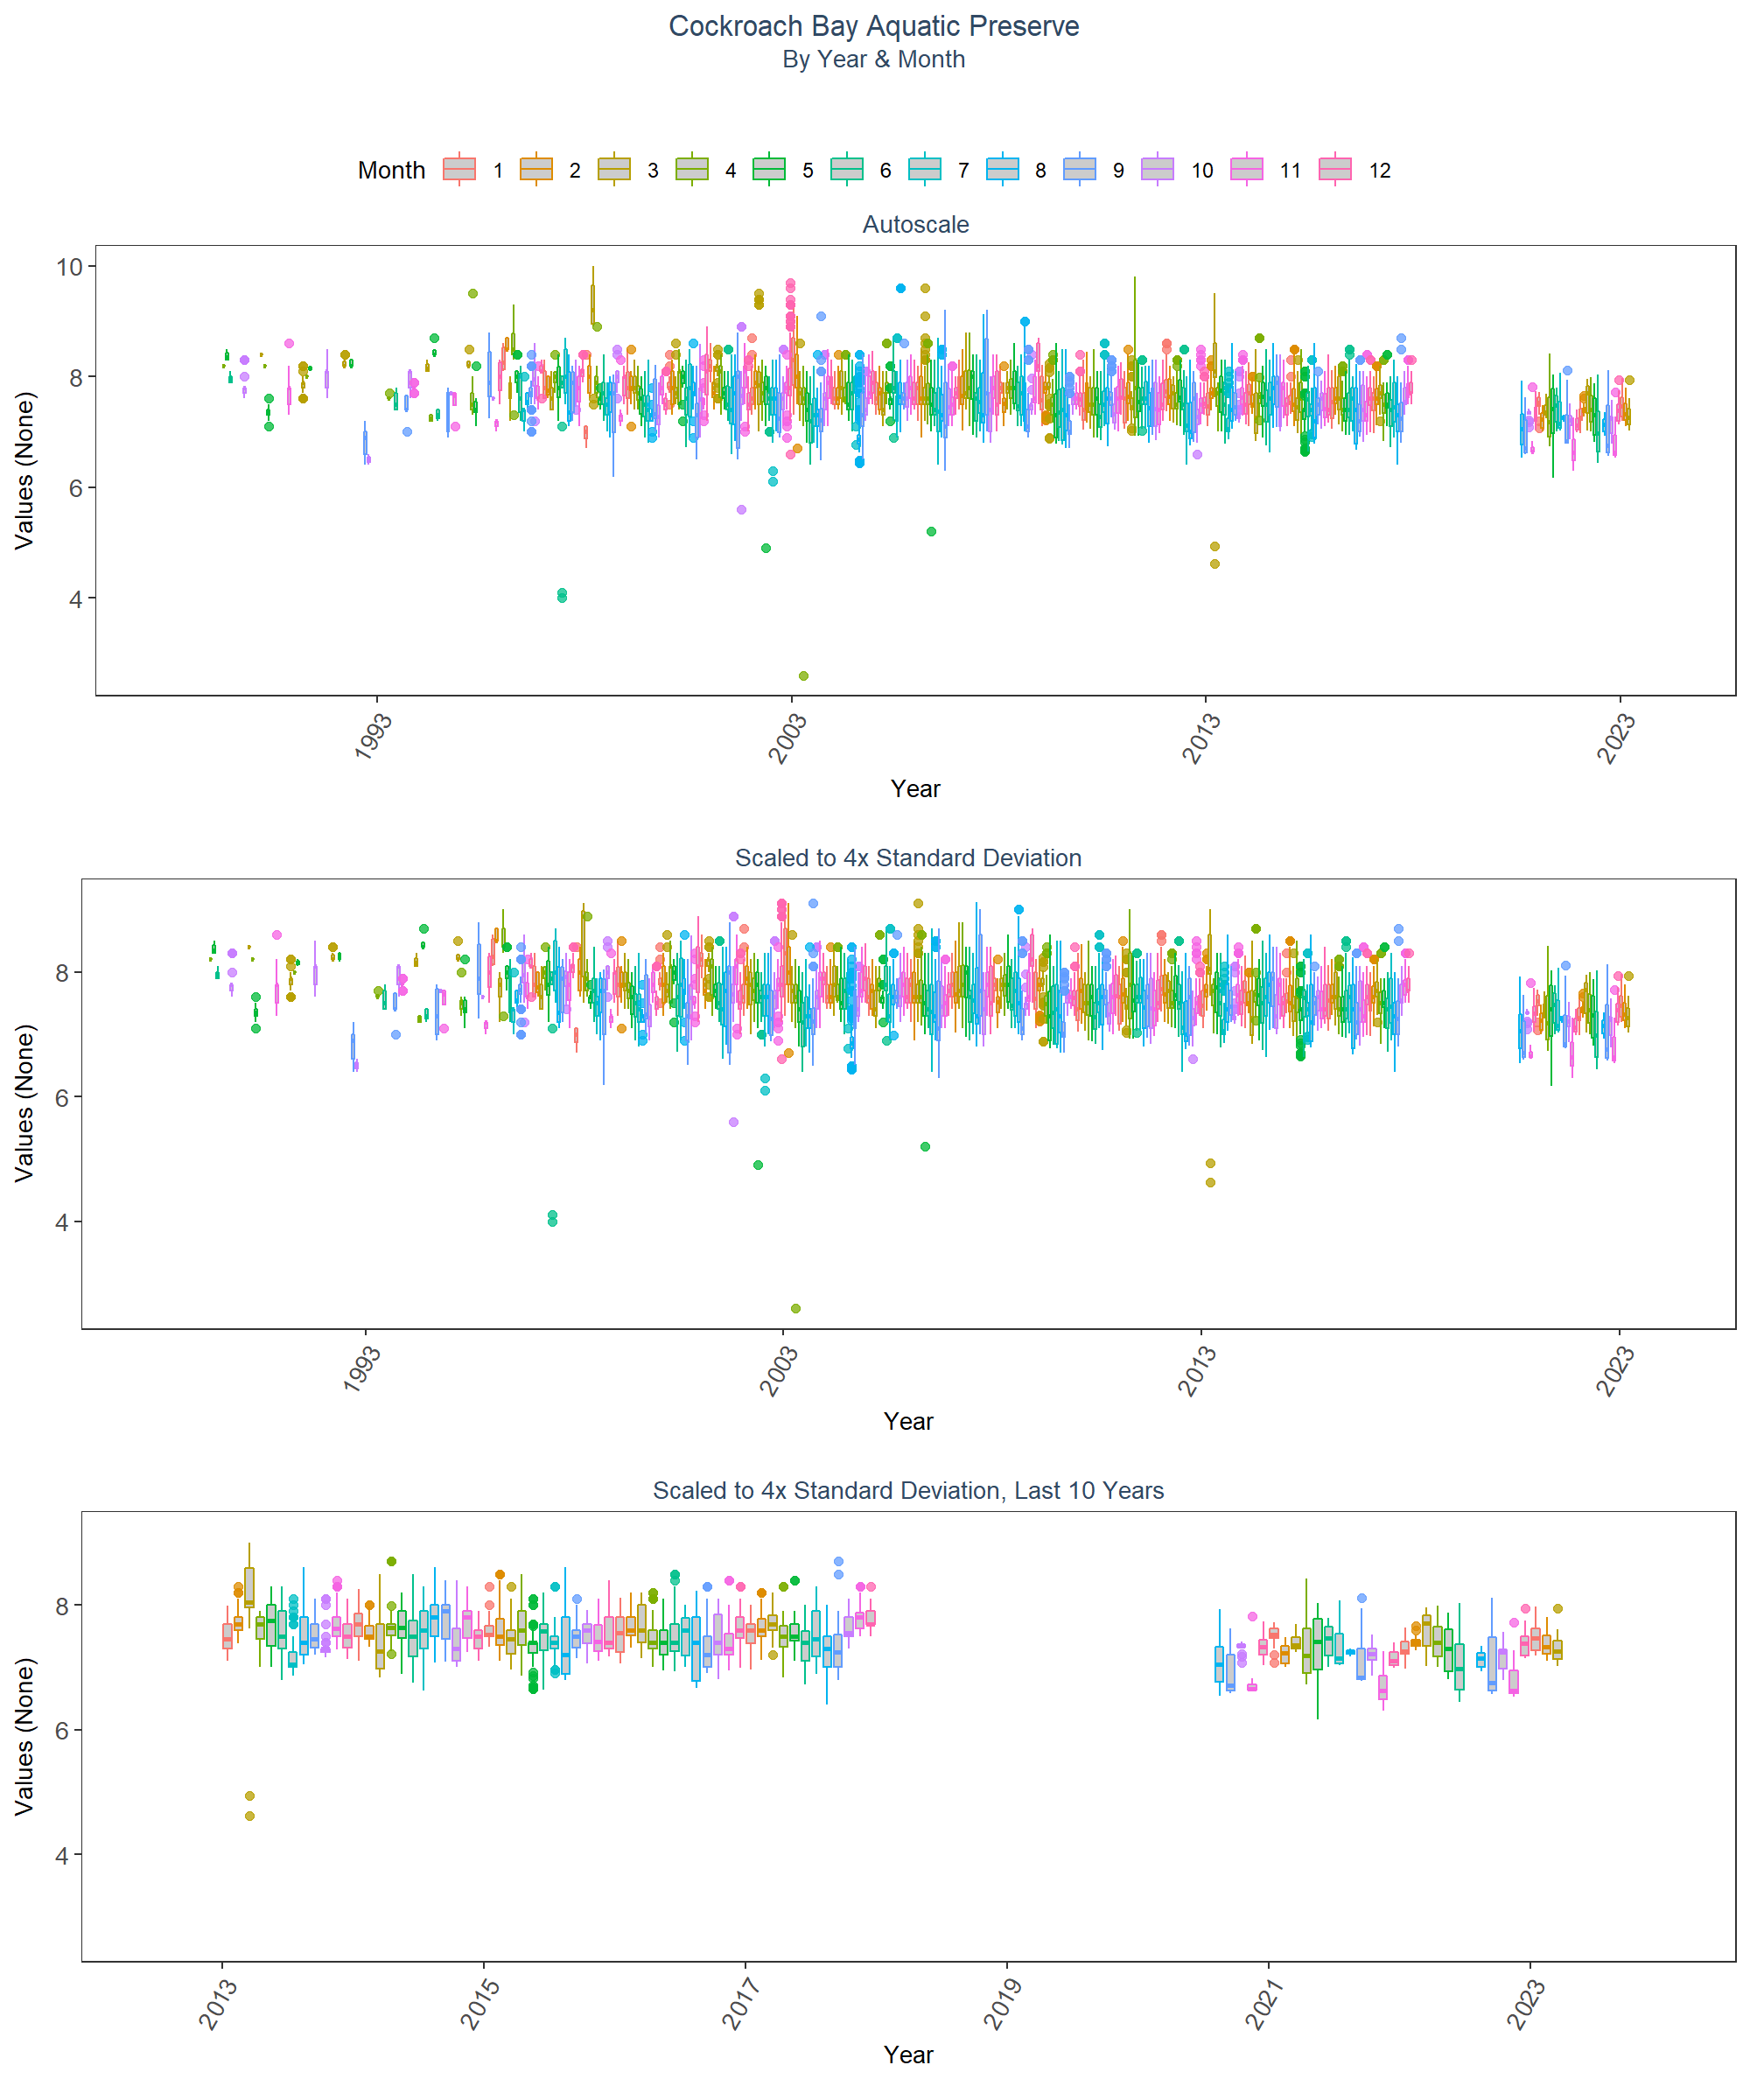 Cockroach Bay Aquatic Preserve
By Year & Month
Month 1 2 3 4 5 6 7 8 9 10 11 12
Autoscale
Values (None)
10
8
6
4
1993 2003 2013 2023
Year
Scaled to 4x Standard Deviation
Values (None)
8
6
4
1993 2003 2013 2023
Year
Scaled to 4x Standard Deviation, Last 10 Years
Values (None)
8
6
4
2013 2015 2017 2019 2021 2023
Year